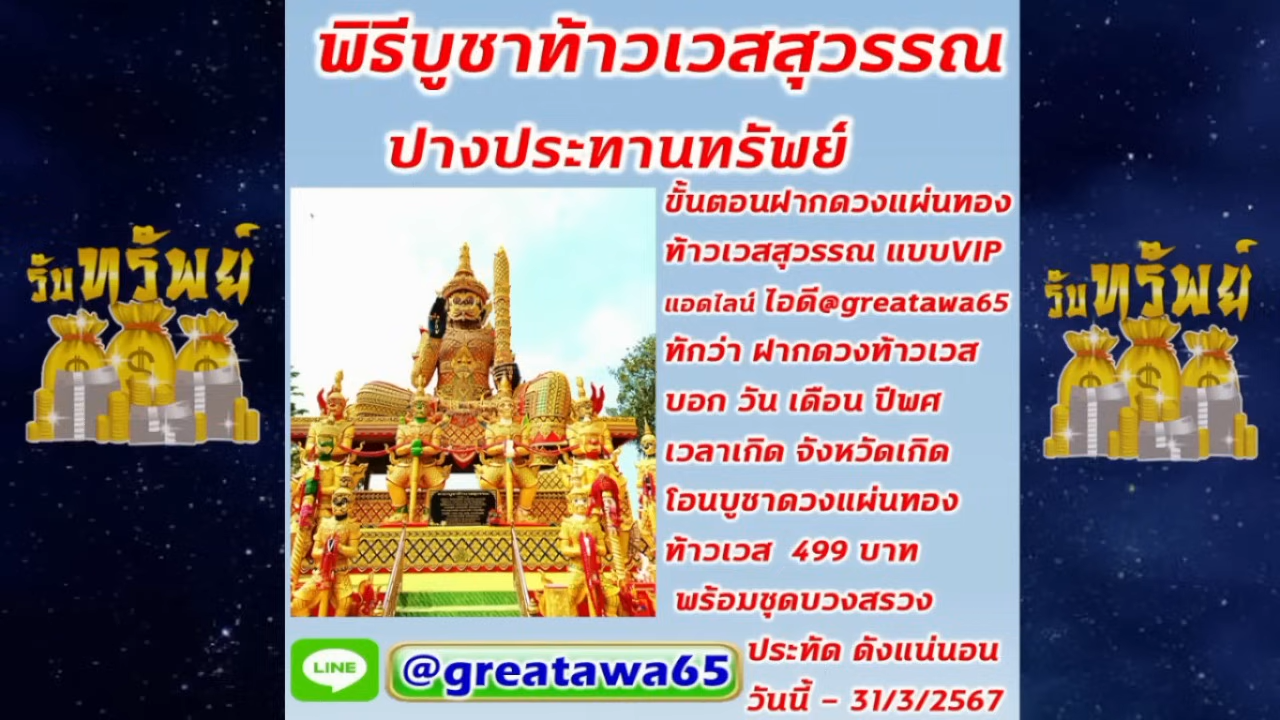 พิธีบูชาท้าวเวสสุวรรณ
ปางประทานทรัพย์
ขั้นตอนฝากดวงแผ่นทอง
ท้าวเวสสุวรรณ แบบVIP
แอดไลน์ ไอดี@greatawa65
ทักว่า ฝากดวงท้าวเวส
บอก วัน เดือน ปีพศ
เวลาเกิด จังหวัดเกิด
โอนบูชาดวงแผ่นทอง
ท้าวเวส 499 บาท
พร้อมชุดบวงสรวง
ประทัด ดังแน่นอน
วันนี้ - 31/3/2567
LINE
@greatawa65
รับทรัพย์
รับทรัพย์